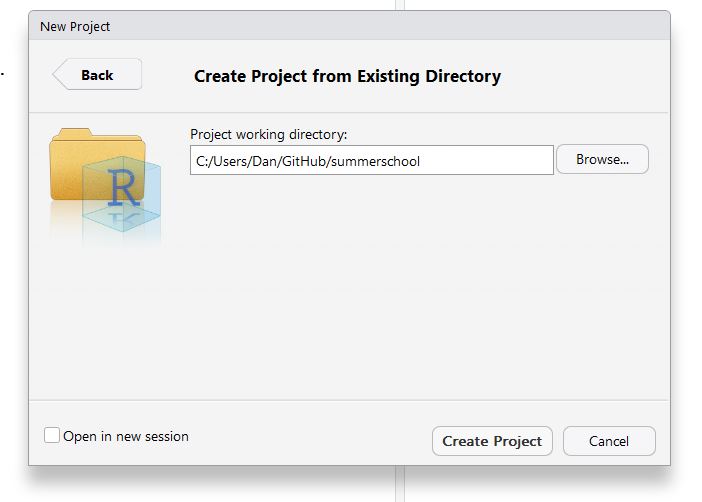 New Project
Back
Create Project from Existing Directory
Project working directory:
C:/Users/Dan/GitHub/summerschool
Browse...
R
Open in new session
Create Project
Cancel